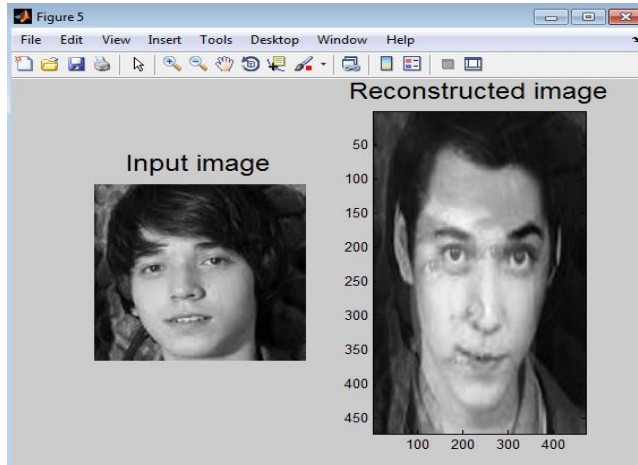 Figure 5
File Edit View Insert Tools Desktop Window Help
Input image
Reconstructed image
50
100
150
200
250
300
350
400
450
100 200 300 400